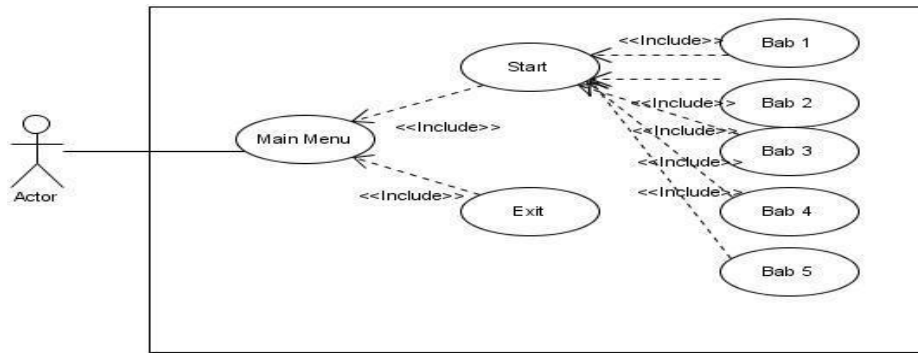 <<Include>>
Bab 1
Start
Bab 2
<<Include>>
<<Include>>
<<Include>>
Main Menu
Bab 3
<<Include>>
Actor
<<Include>>
<<Include>>
Exit
Bab 4
Bab 5